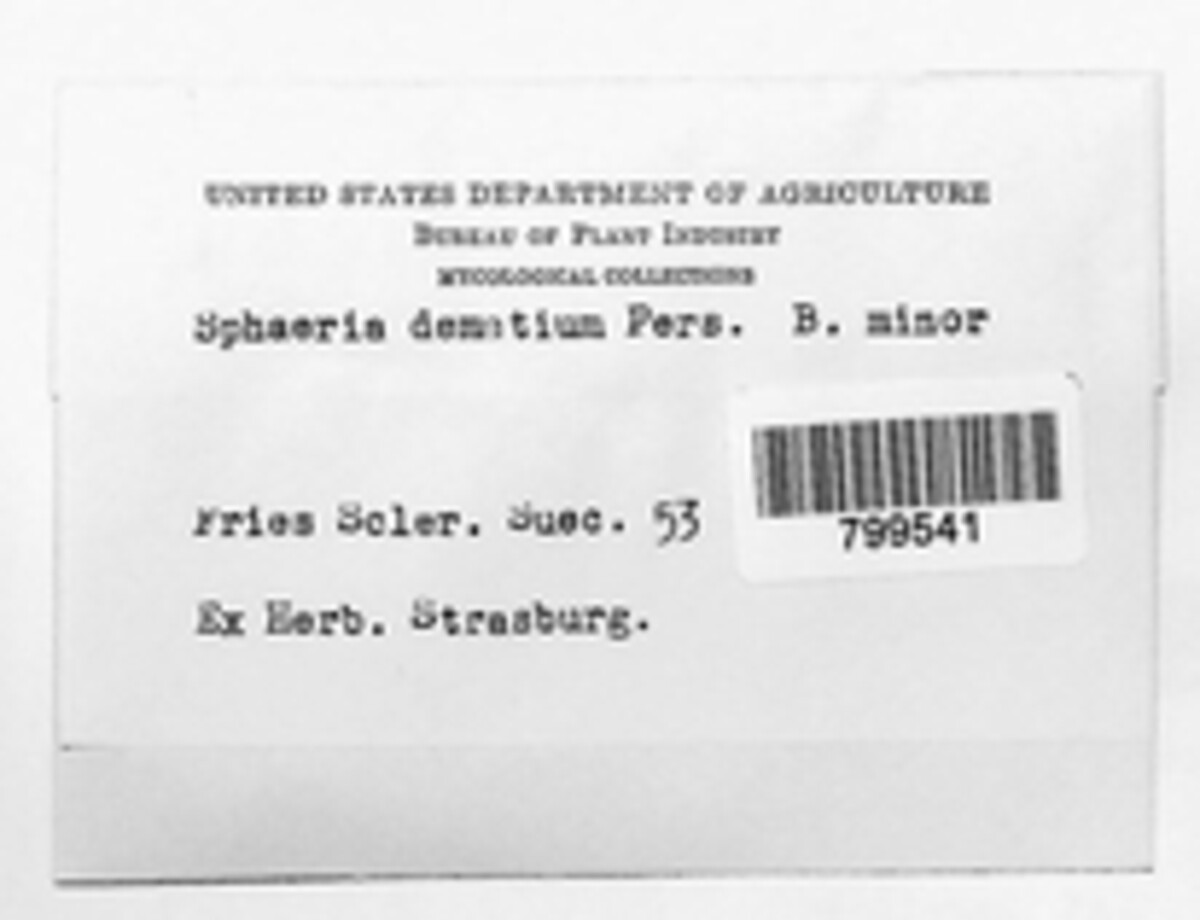 UNITED STATES DEPARTMENT OF AGRICULTURE
BUREAU OF PLANT INDUSTRY
MYCOLOGICAL COLLECTIONS
Sphaeria dematium Pers. B. minor
799541
Fries Scler. Suec. 53
Ex Herb. Strasburg.